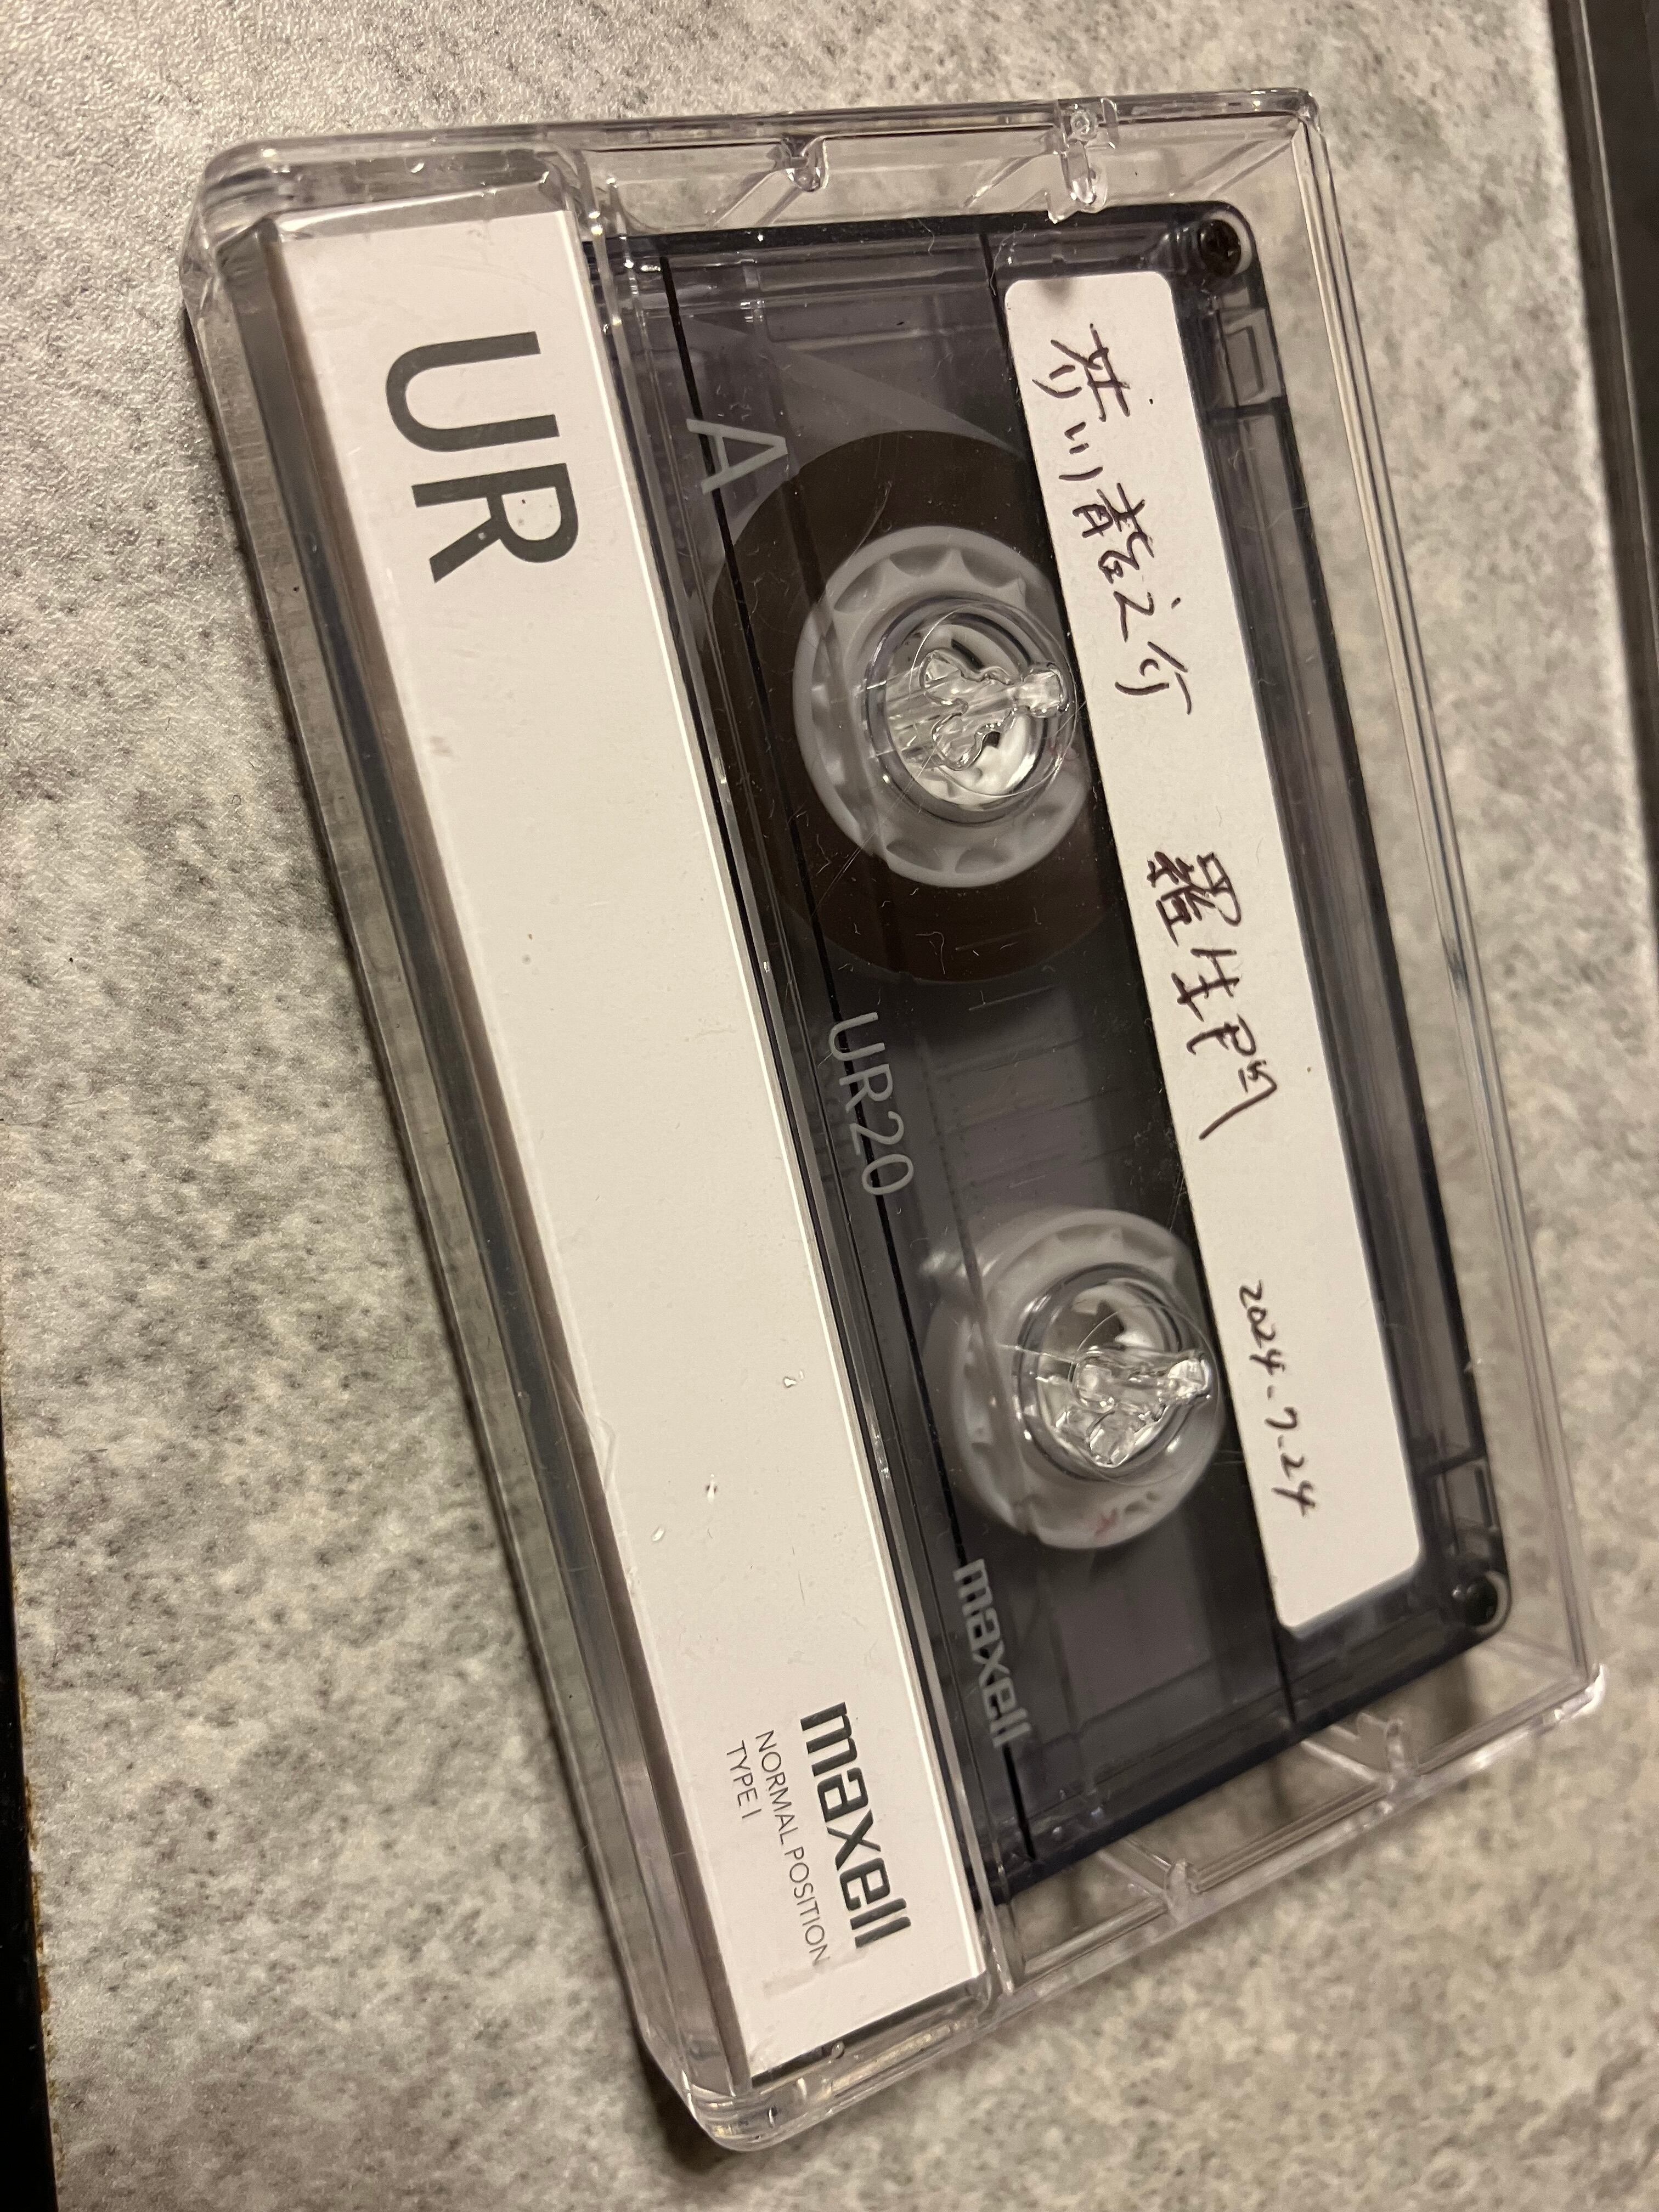 芥川龍之介 羅生門 2024.7.24
A
UR20
maxell
UR
maxell
NORMAL POSITION
TYPE I